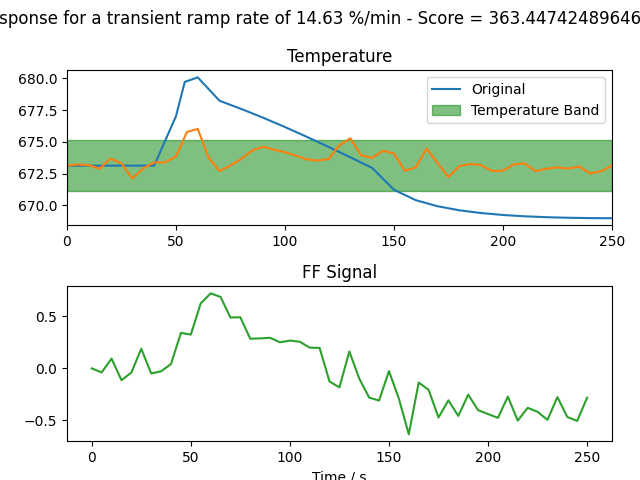 sponse for a transient ramp rate of 14.63 %/min - Score = 363.44742489646
Temperature
680.0
677.5
675.0
672.5
670.0
Original
Temperature Band
0 50 100 150 200 250
FF Signal
0.5
0.0
−0.5
0 50 100 150 200 250
Time / s